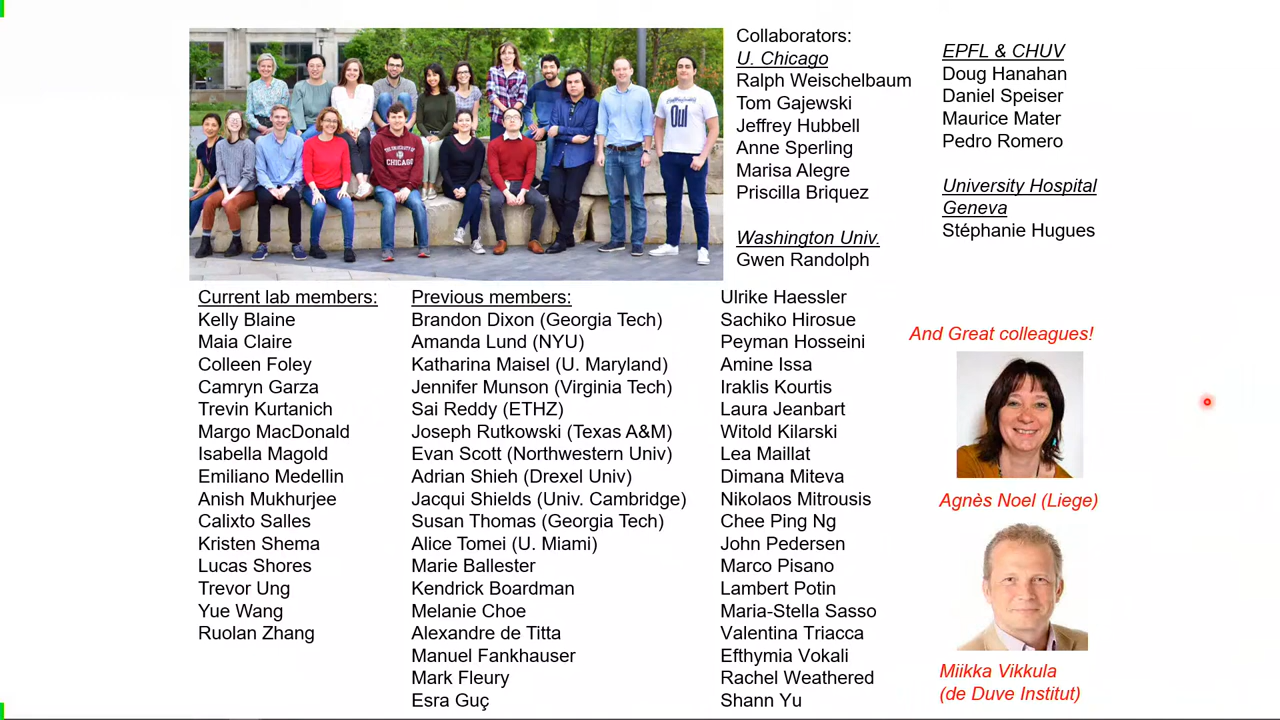 THE UNIVERSITY OF
CHICAGO
Oui
Collaborators:
U. Chicago
Ralph Weischelbaum
Tom Gajewski
Jeffrey Hubbell
Anne Sperling
Marisa Alegre
Priscilla Briquez
Washington Univ.
Gwen Randolph
EPFL & CHUV
Doug Hanahan
Daniel Speiser
Maurice Mater
Pedro Romero
University Hospital
Geneva
Stéphanie Hugues
Current lab members:
Kelly Blaine
Maia Claire
Colleen Foley
Camryn Garza
Trevin Kurtanich
Margo MacDonald
Isabella Magold
Emiliano Medellin
Anish Mukhurjee
Calixto Salles
Kristen Shema
Lucas Shores
Trevor Ung
Yue Wang
Ruolan Zhang
Previous members:
Brandon Dixon (Georgia Tech)
Amanda Lund (NYU)
Katharina Maisel (U. Maryland)
Jennifer Munson (Virginia Tech)
Sai Reddy (ETHZ)
Joseph Rutkowski (Texas A&M)
Evan Scott (Northwestern Univ)
Adrian Shieh (Drexel Univ)
Jacqui Shields (Univ. Cambridge)
Susan Thomas (Georgia Tech)
Alice Tomei (U. Miami)
Marie Ballester
Kendrick Boardman
Melanie Choe
Alexandre de Titta
Manuel Fankhauser
Mark Fleury
Esra Guç
Ulrike Haessler
Sachiko Hirosue
Peyman Hosseini
Amine Issa
Iraklis Kourtis
Laura Jeanbart
Witold Kilarski
Lea Maillat
Dimana Miteva
Nikolaos Mitrousis
Chee Ping Ng
John Pedersen
Marco Pisano
Lambert Potin
Maria-Stella Sasso
Valentina Triacca
Efthymia Vokali
Rachel Weathered
Shann Yu
And Great colleagues!
Agnès Noel (Liege)
Miikka Vikkula
(de Duve Institut)